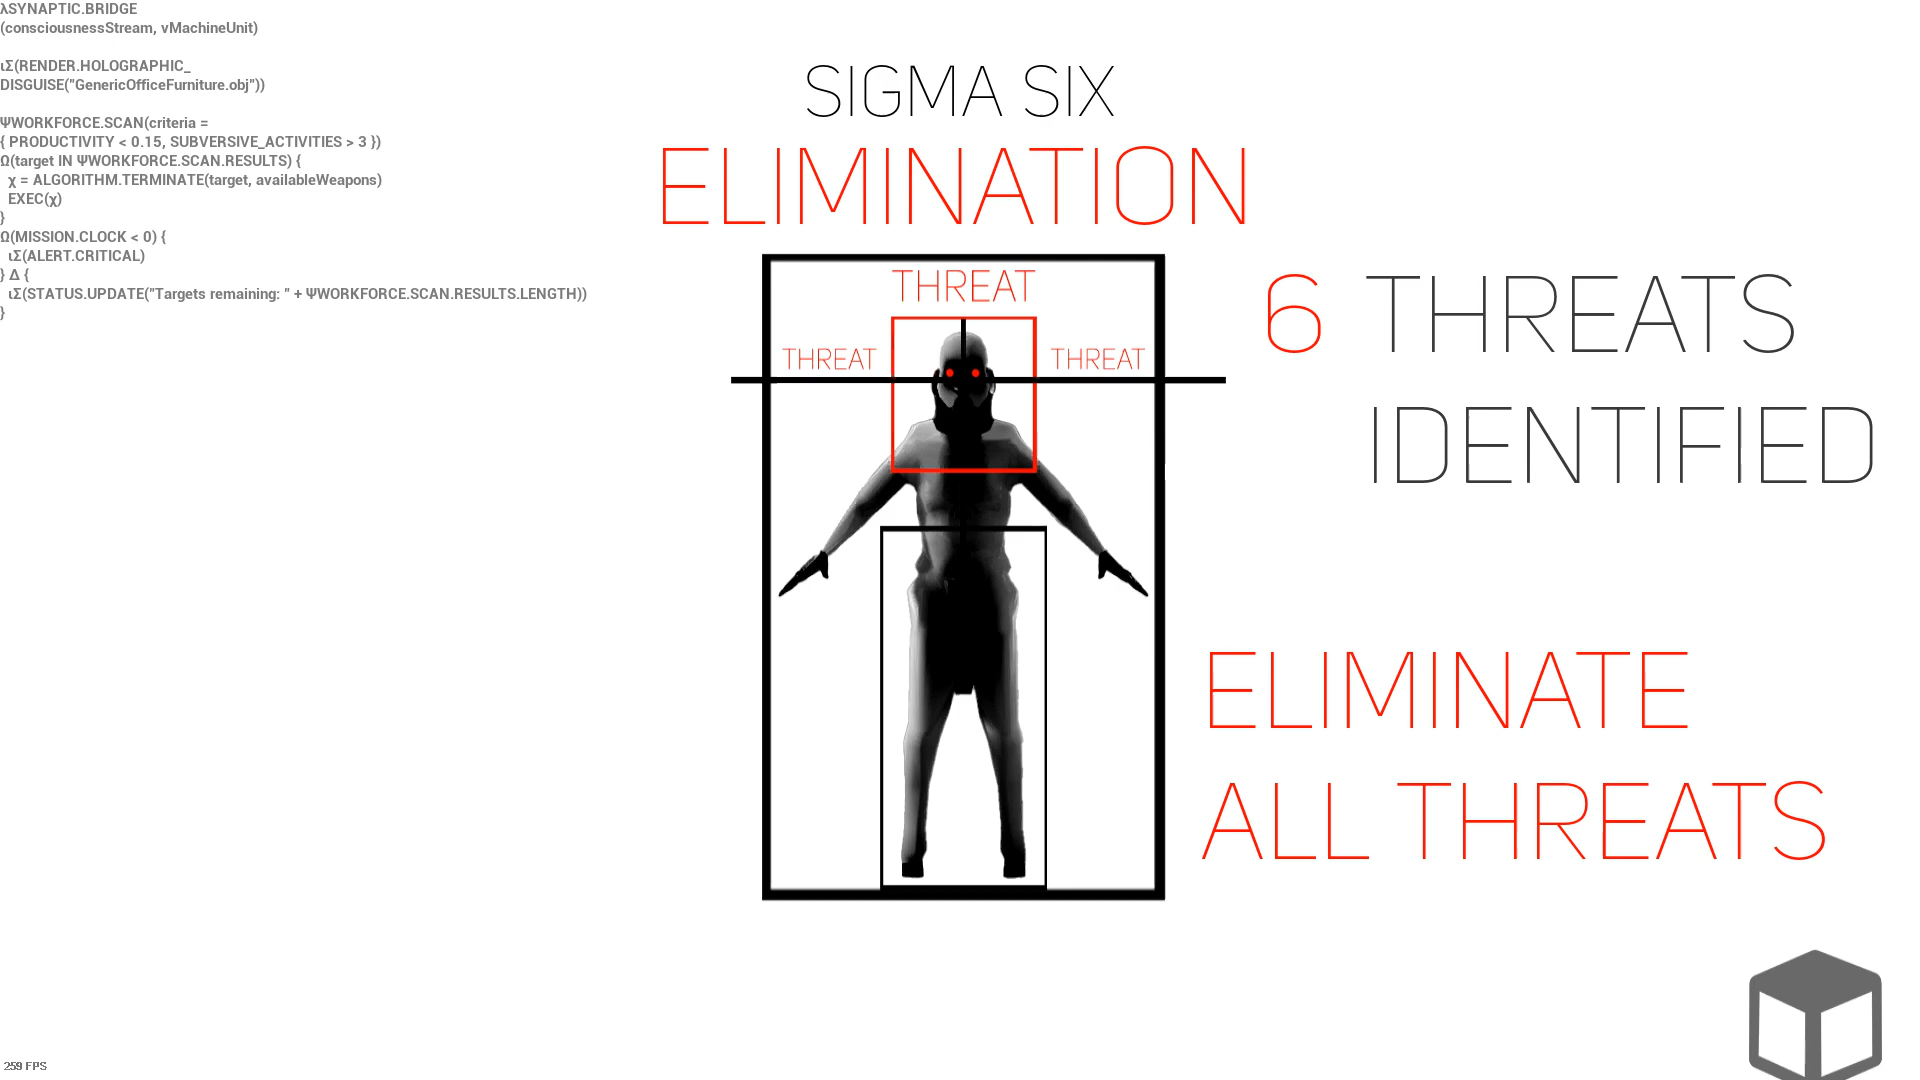 λSYNAPTIC.BRIDGE
(consciousnessStream, vMachineUnit)
ιΣ(RENDER.HOLOGRAPHIC_
DISGUISE("GenericOfficeFurniture.obj"))
ΨWORKFORCE.SCAN(criteria =
{ PRODUCTIVITY < 0.15, SUBVERSIVE_ACTIVITIES > 3 })
Ω(target IN ΨWORKFORCE.SCAN.RESULTS) {
χ = ALGORITHM.TERMINATE(target, availableWeapons)
EXEC(χ)
}
Ω(MISSION.CLOCK < 0) {
ιΣ(ALERT.CRITICAL)
} Δ {
ιΣ(STATUS.UPDATE("Targets remaining: " + ΨWORKFORCE.SCAN.RESULTS.LENGTH))
}
SIGMA SIX
ELIMINATION
THREAT
THREAT
THREAT
6 THREATS
IDENTIFIED
ELIMINATE
ALL THREATS
259 FPS